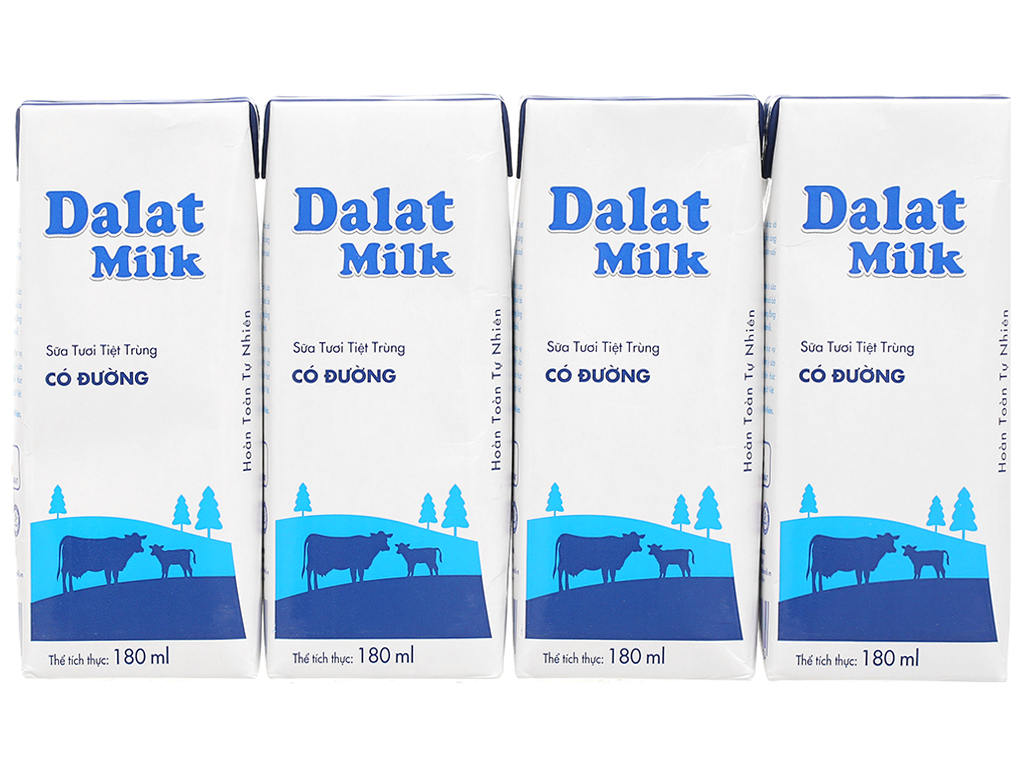 Dalat
Milk
Sữa Tươi Tiệt Trùng
CÓ ĐƯỜNG
Hoàn Toàn Tự Nhiên
Thể tích thực: 180 ml
Dalat
Milk
Sữa Tươi Tiệt Trùng
CÓ ĐƯỜNG
Hoàn Toàn Tự Nhiên
Thể tích thực: 180 ml
Dalat
Milk
Sữa Tươi Tiệt Trùng
CÓ ĐƯỜNG
Hoàn Toàn Tự Nhiên
Thể tích thực: 180 ml
Dalat
Milk
Sữa Tươi Tiệt Trùng
CÓ ĐƯỜNG
Hoàn Toàn Tự Nhiên
Thể tích thực: 180 ml